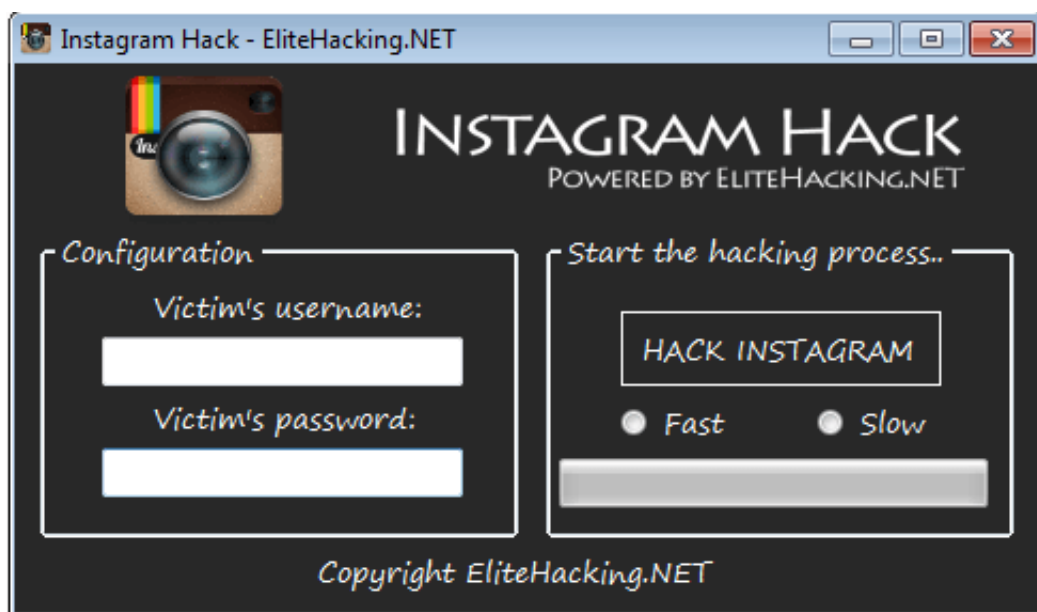 Instagram Hack - EliteHacking.NET
Insta
INSTAGRAM HACK
POWERED BY ELITEHACKING.NET
Configuration
Victim's username:
Victim's password:
Start the hacking process..
HACK INSTAGRAM
Fast Slow
Copyright EliteHacking.NET